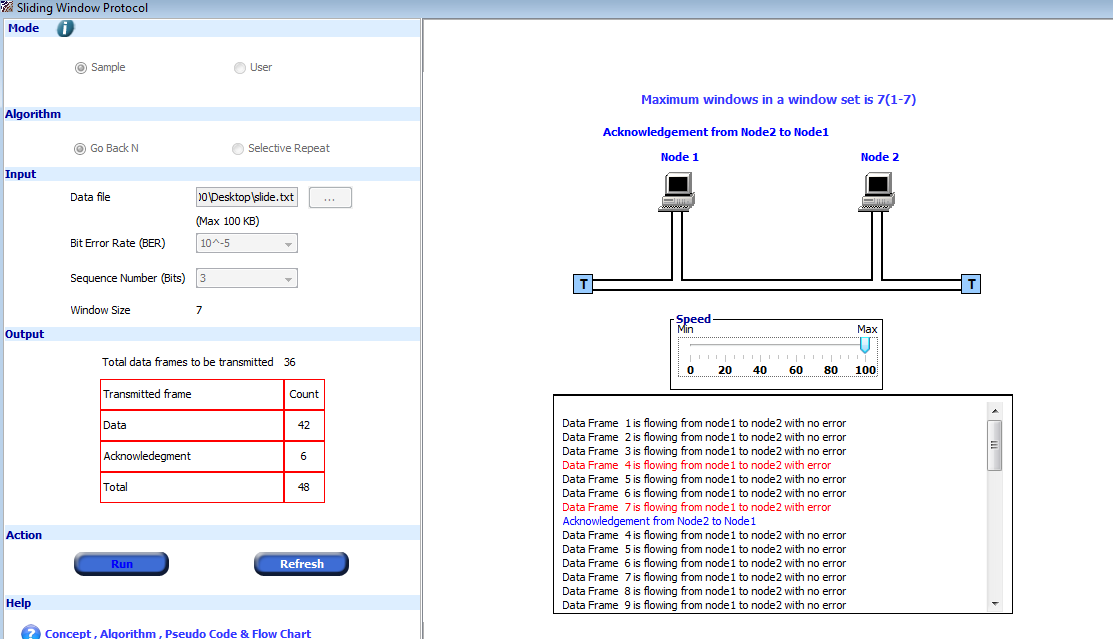 Sliding Window Protocol
Mode i
Sample User
Algorithm
Go Back N Selective Repeat
Input
Data file )0\Desktop\slide.txt ...
(Max 100 KB)
Bit Error Rate (BER) 10^-5
Sequence Number (Bits) 3
Window Size 7
Output
Total data frames to be transmitted 36
Transmitted frame Count
Data 42
Acknowledegment 6
Total 48
Action
Run Refresh
Help
? Concept , Algorithm , Pseudo Code & Flow Chart
Maximum windows in a window set is 7(1-7)
Acknowledgement from Node2 to Node1
Node 1 Node 2
T T
Speed
Min Max
0 20 40 60 80 100
Data Frame 1 is flowing from node1 to node2 with no error
Data Frame 2 is flowing from node1 to node2 with no error
Data Frame 3 is flowing from node1 to node2 with no error
Data Frame 4 is flowing from node1 to node2 with error
Data Frame 5 is flowing from node1 to node2 with no error
Data Frame 6 is flowing from node1 to node2 with no error
Data Frame 7 is flowing from node1 to node2 with error
Acknowledgement from Node2 to Node1
Data Frame 4 is flowing from node1 to node2 with no error
Data Frame 5 is flowing from node1 to node2 with no error
Data Frame 6 is flowing from node1 to node2 with no error
Data Frame 7 is flowing from node1 to node2 with no error
Data Frame 8 is flowing from node1 to node2 with no error
Data Frame 9 is flowing from node1 to node2 with no error